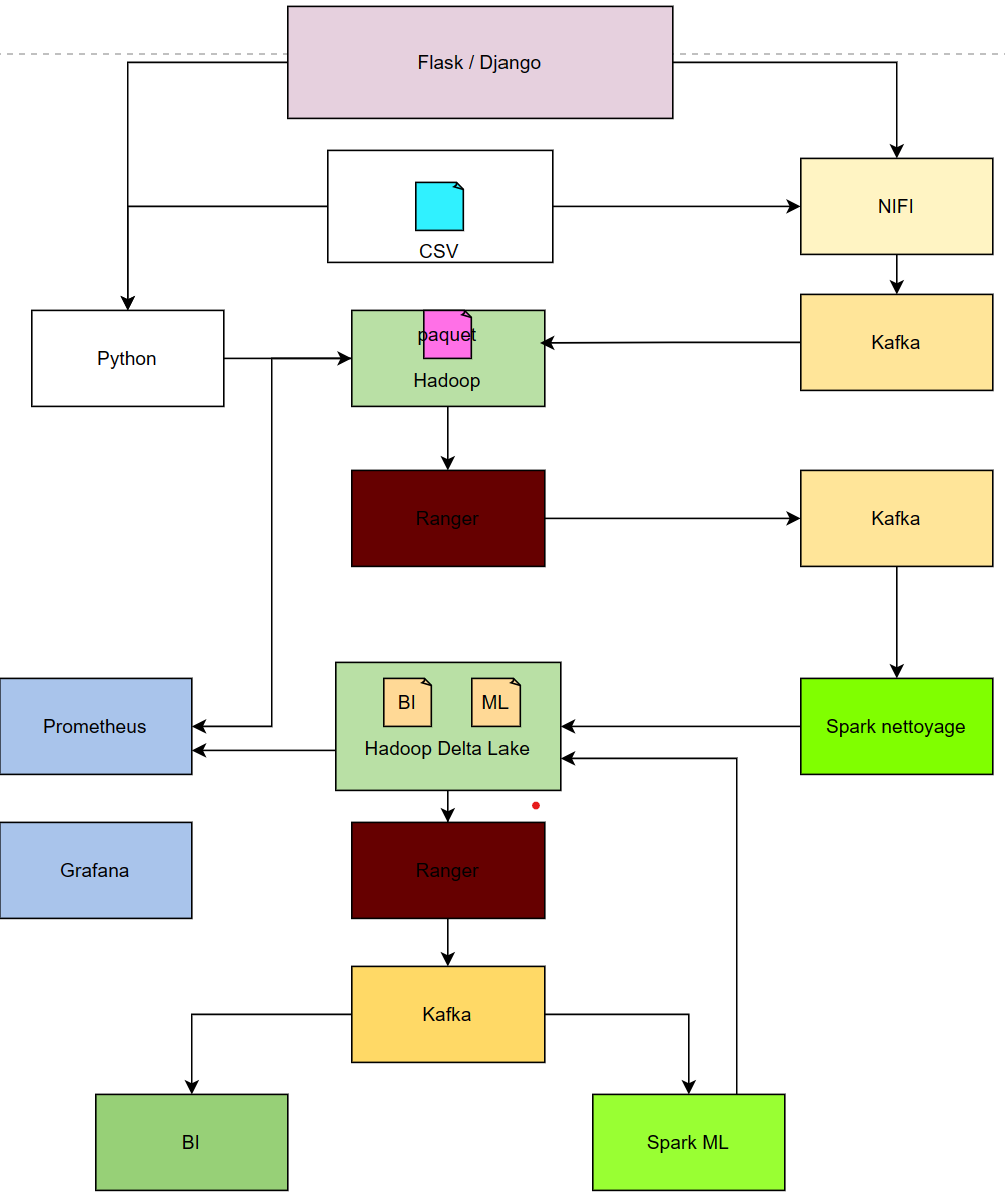 Flask / Django
CSV
NIFI
Python
paquet
Hadoop
Kafka
Ranger
Kafka
Prometheus
BI
ML
Hadoop Delta Lake
Spark nettoyage
Grafana
Ranger
Kafka
BI
Spark ML